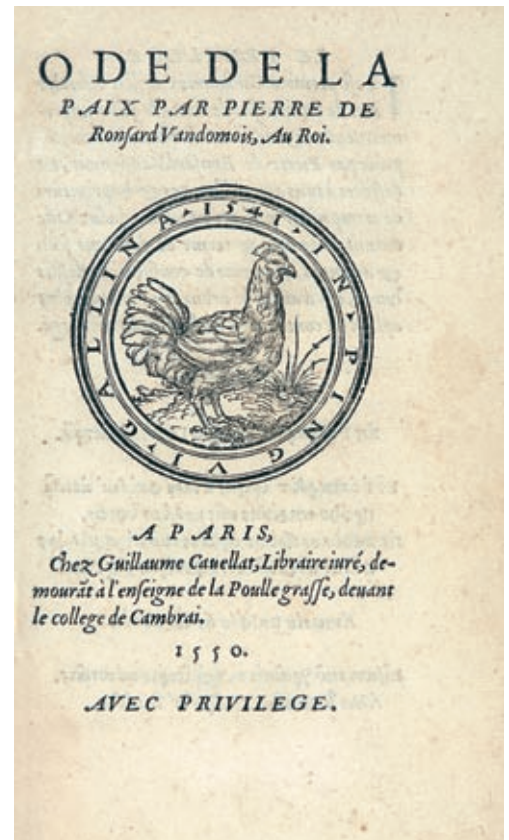 ODE DE LA
PAIX PAR PIERRE DE
Ronſard Vandomois, Au Roi.
IN · PINGVI · GALLINA · 1541 ·
A PARIS,
Chez Guillaume Cauellat, Libraire iuré, de-
mourāt à l'enſeigne de la Poulle graſſe, deuant
le college de Cambrai.
1550.
AVEC PRIVILEGE.